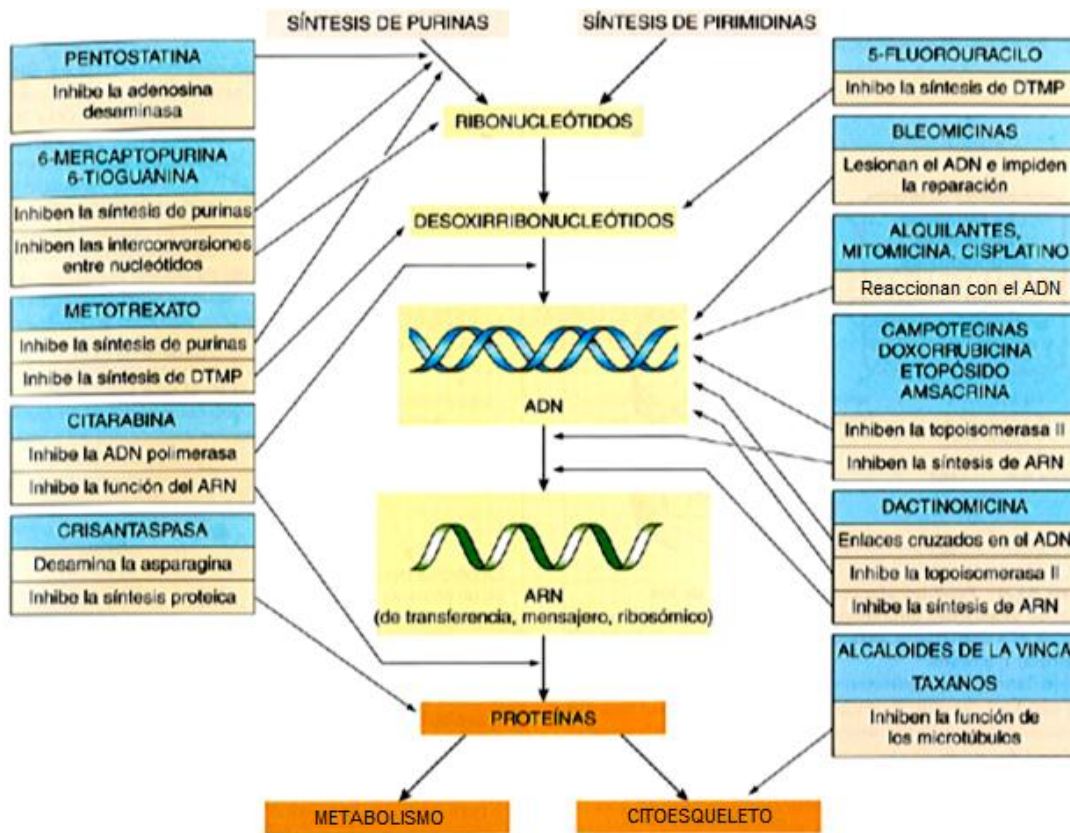 SÍNTESIS DE PURINAS
SÍNTESIS DE PIRIMIDINAS
PENTOSTATINA
Inhibe la adenosina
desaminasa
6-MERCAPTOPURINA
6-TIOGUANINA
Inhiben la síntesis de purinas
Inhiben las interconversiones
entre nucleótidos
METOTREXATO
Inhibe la síntesis de purinas
Inhibe la síntesis de DTMP
CITARABINA
Inhibe la ADN polimerasa
Inhibe la función del ARN
CRISANTASPASA
Desamina la asparagina
Inhibe la síntesis proteica
RIBONUCLEÓTIDOS
DESOXIRRIBONUCLEÓTIDOS
ADN
ARN
(de transferencia, mensajero, ribosómico)
PROTEÍNAS
METABOLISMO
CITOESQUELETO
5-FLUOROURACILO
Inhibe la síntesis de DTMP
BLEOMICINAS
Lesionan el ADN e impiden
la reparación
ALQUILANTES,
MITOMICINA, CISPLATINO
Reaccionan con el ADN
CAMPOTECINAS
DOXORRUBICINA
ETOPÓSIDO
AMSACRINA
Inhiben la topoisomerasa II
Inhiben la síntesis de ARN
DACTINOMICINA
Enlaces cruzados en el ADN
Inhibe la topoisomerasa II
Inhibe la síntesis de ARN
ALCALOIDES DE LA VINCA
TAXANOS
Inhiben la función de
los microtúbulos